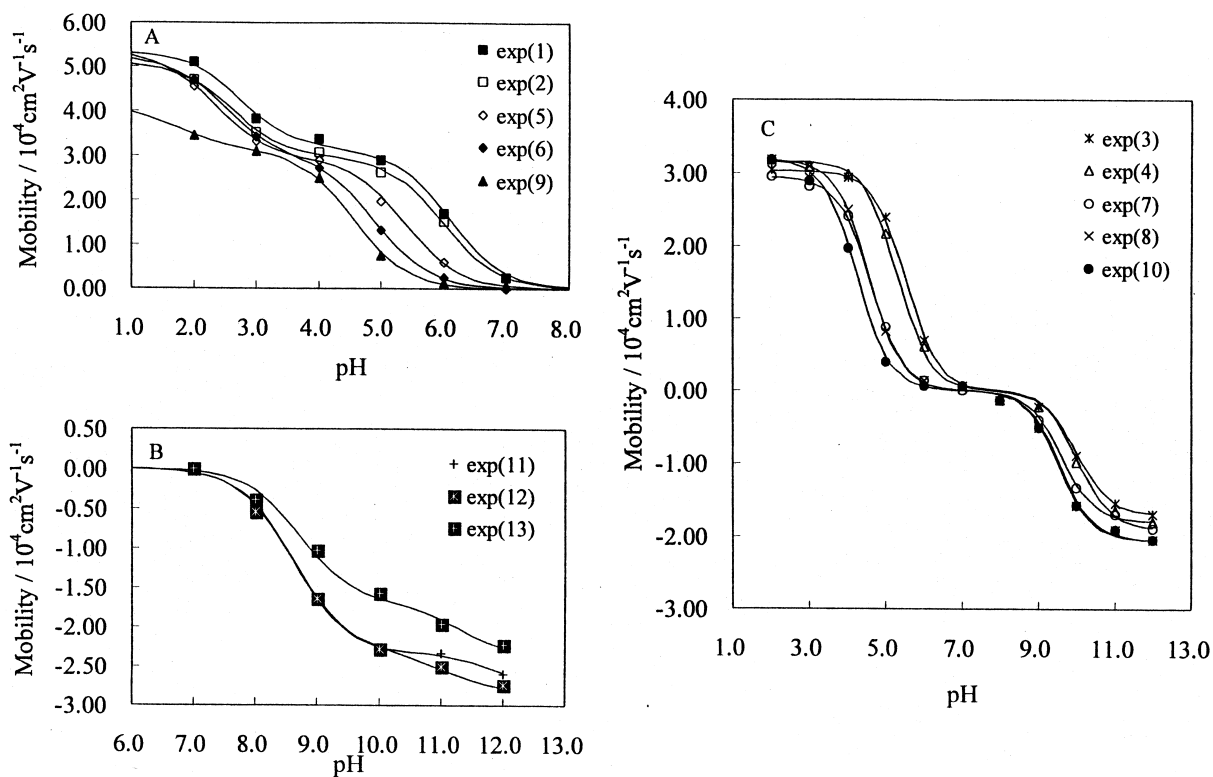 A
6.00
5.00
4.00
3.00
2.00
1.00
0.00
Mobility / 10⁻⁴cm²V⁻¹s⁻¹
1.0 2.0 3.0 4.0 5.0 6.0 7.0 8.0
pH
exp(1)
exp(2)
exp(5)
exp(6)
exp(9)
B
0.50
0.00
-0.50
-1.00
-1.50
-2.00
-2.50
-3.00
Mobility / 10⁻⁴cm²V⁻¹s⁻¹
6.0 7.0 8.0 9.0 10.0 11.0 12.0 13.0
pH
exp(11)
exp(12)
exp(13)
C
4.00
3.00
2.00
1.00
0.00
-1.00
-2.00
-3.00
Mobility / 10⁻⁴cm²V⁻¹s⁻¹
1.0 3.0 5.0 7.0 9.0 11.0 13.0
pH
exp(3)
exp(4)
exp(7)
exp(8)
exp(10)